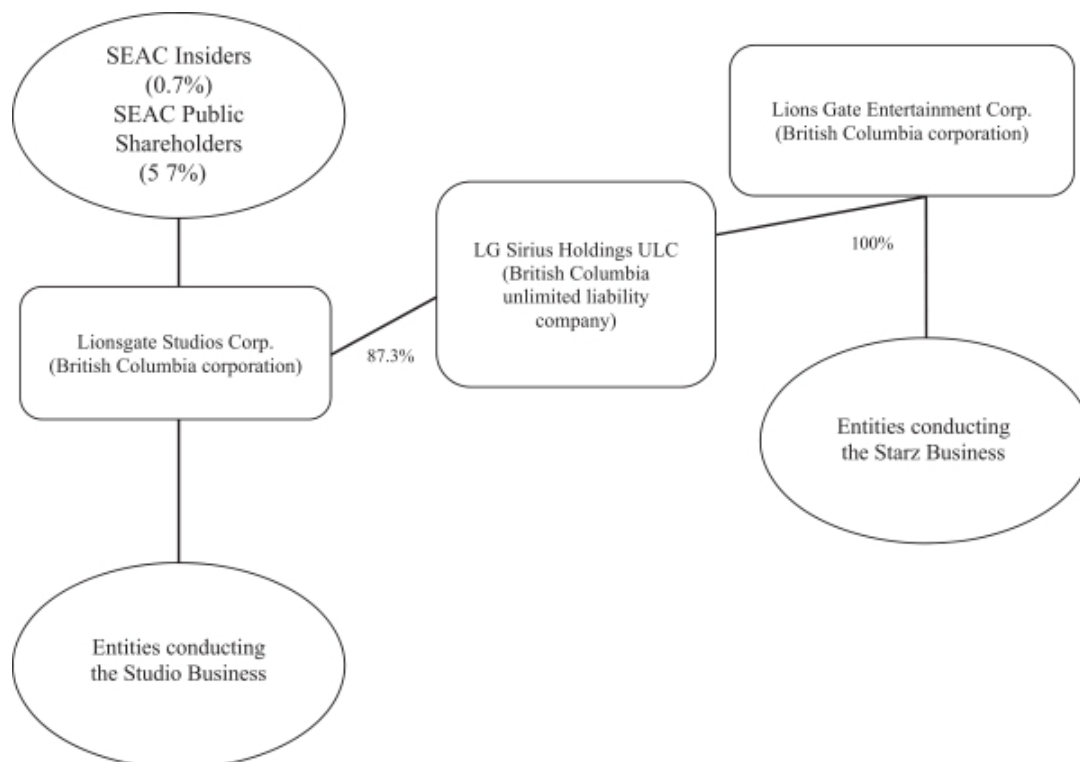 SEAC Insiders
(0.7%)
SEAC Public
Shareholders
(5 7%)
Lions Gate Entertainment Corp.
(British Columbia corporation)
LG Sirius Holdings ULC
(British Columbia
unlimited liability
company)
100%
Lionsgate Studios Corp.
(British Columbia corporation)
87.3%
Entities conducting
the Starz Business
Entities conducting
the Studio Business